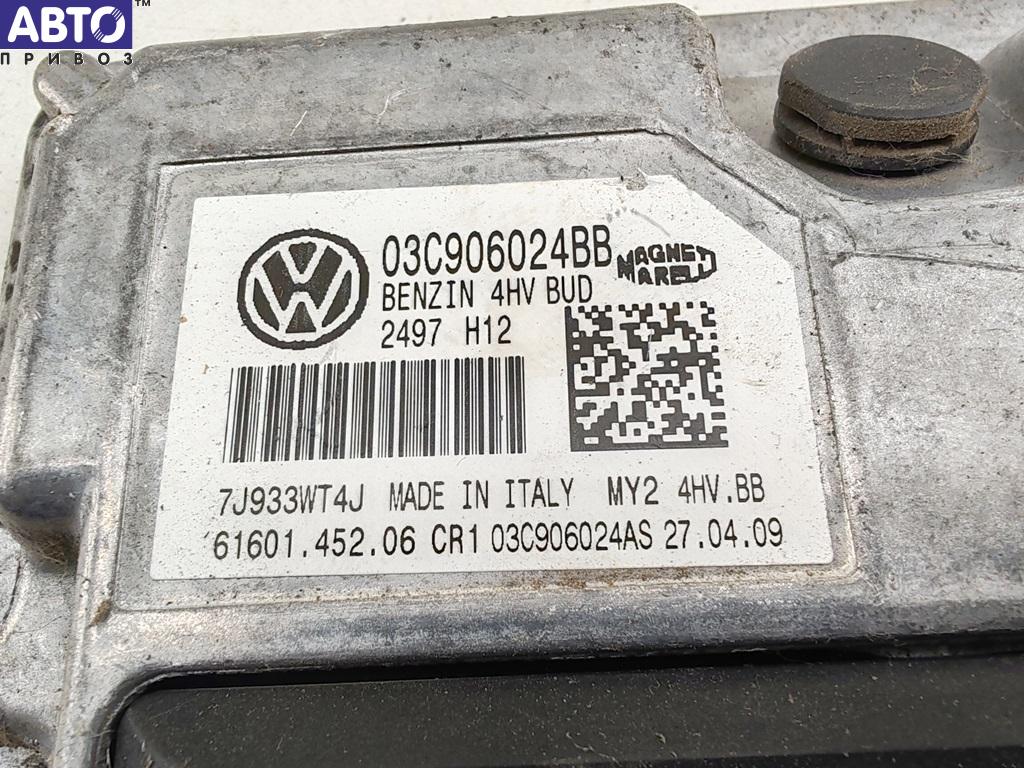 АВТО™
ПРИВОЗ
03C906024BB
MAGNETI
MARELLI
BENZIN 4HV BUD
2497 H12
7J933WT4J MADE IN ITALY MY2 4HV.BB
61601.452.06 CR1 03C906024AS 27.04.09